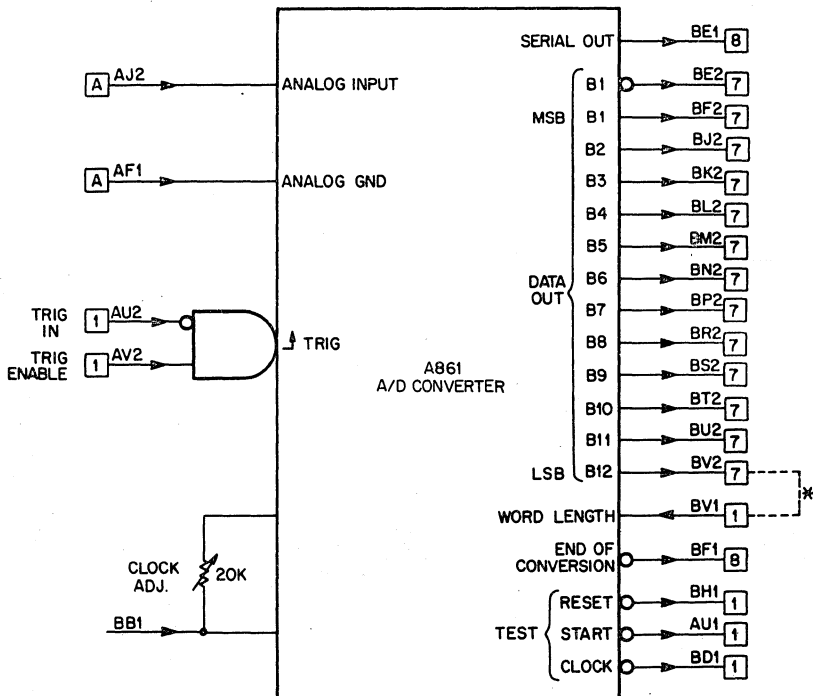 SERIAL OUT BE1 8
A AJ2 ANALOG INPUT B1 BE2 7
MSB B1 BF2 7
B2 BJ2 7
A AF1 ANALOG GND B3 BK2 7
B4 BL2 7
B5 BM2 7
DATA OUT
B6 BN2 7
TRIG IN 1 AU2 B7 BP2 7
TRIG
B8 BR2 7
TRIG ENABLE 1 AV2
A861
A/D CONVERTER
B9 BS2 7
B10 BT2 7
B11 BU2 7
LSB B12 BV2 7
*
WORD LENGTH BV1 1
END OF
CONVERSION BF1 8
CLOCK
ADJ.
20K
BB1
TEST
RESET BH1 1
START AU1 1
CLOCK BD1 1